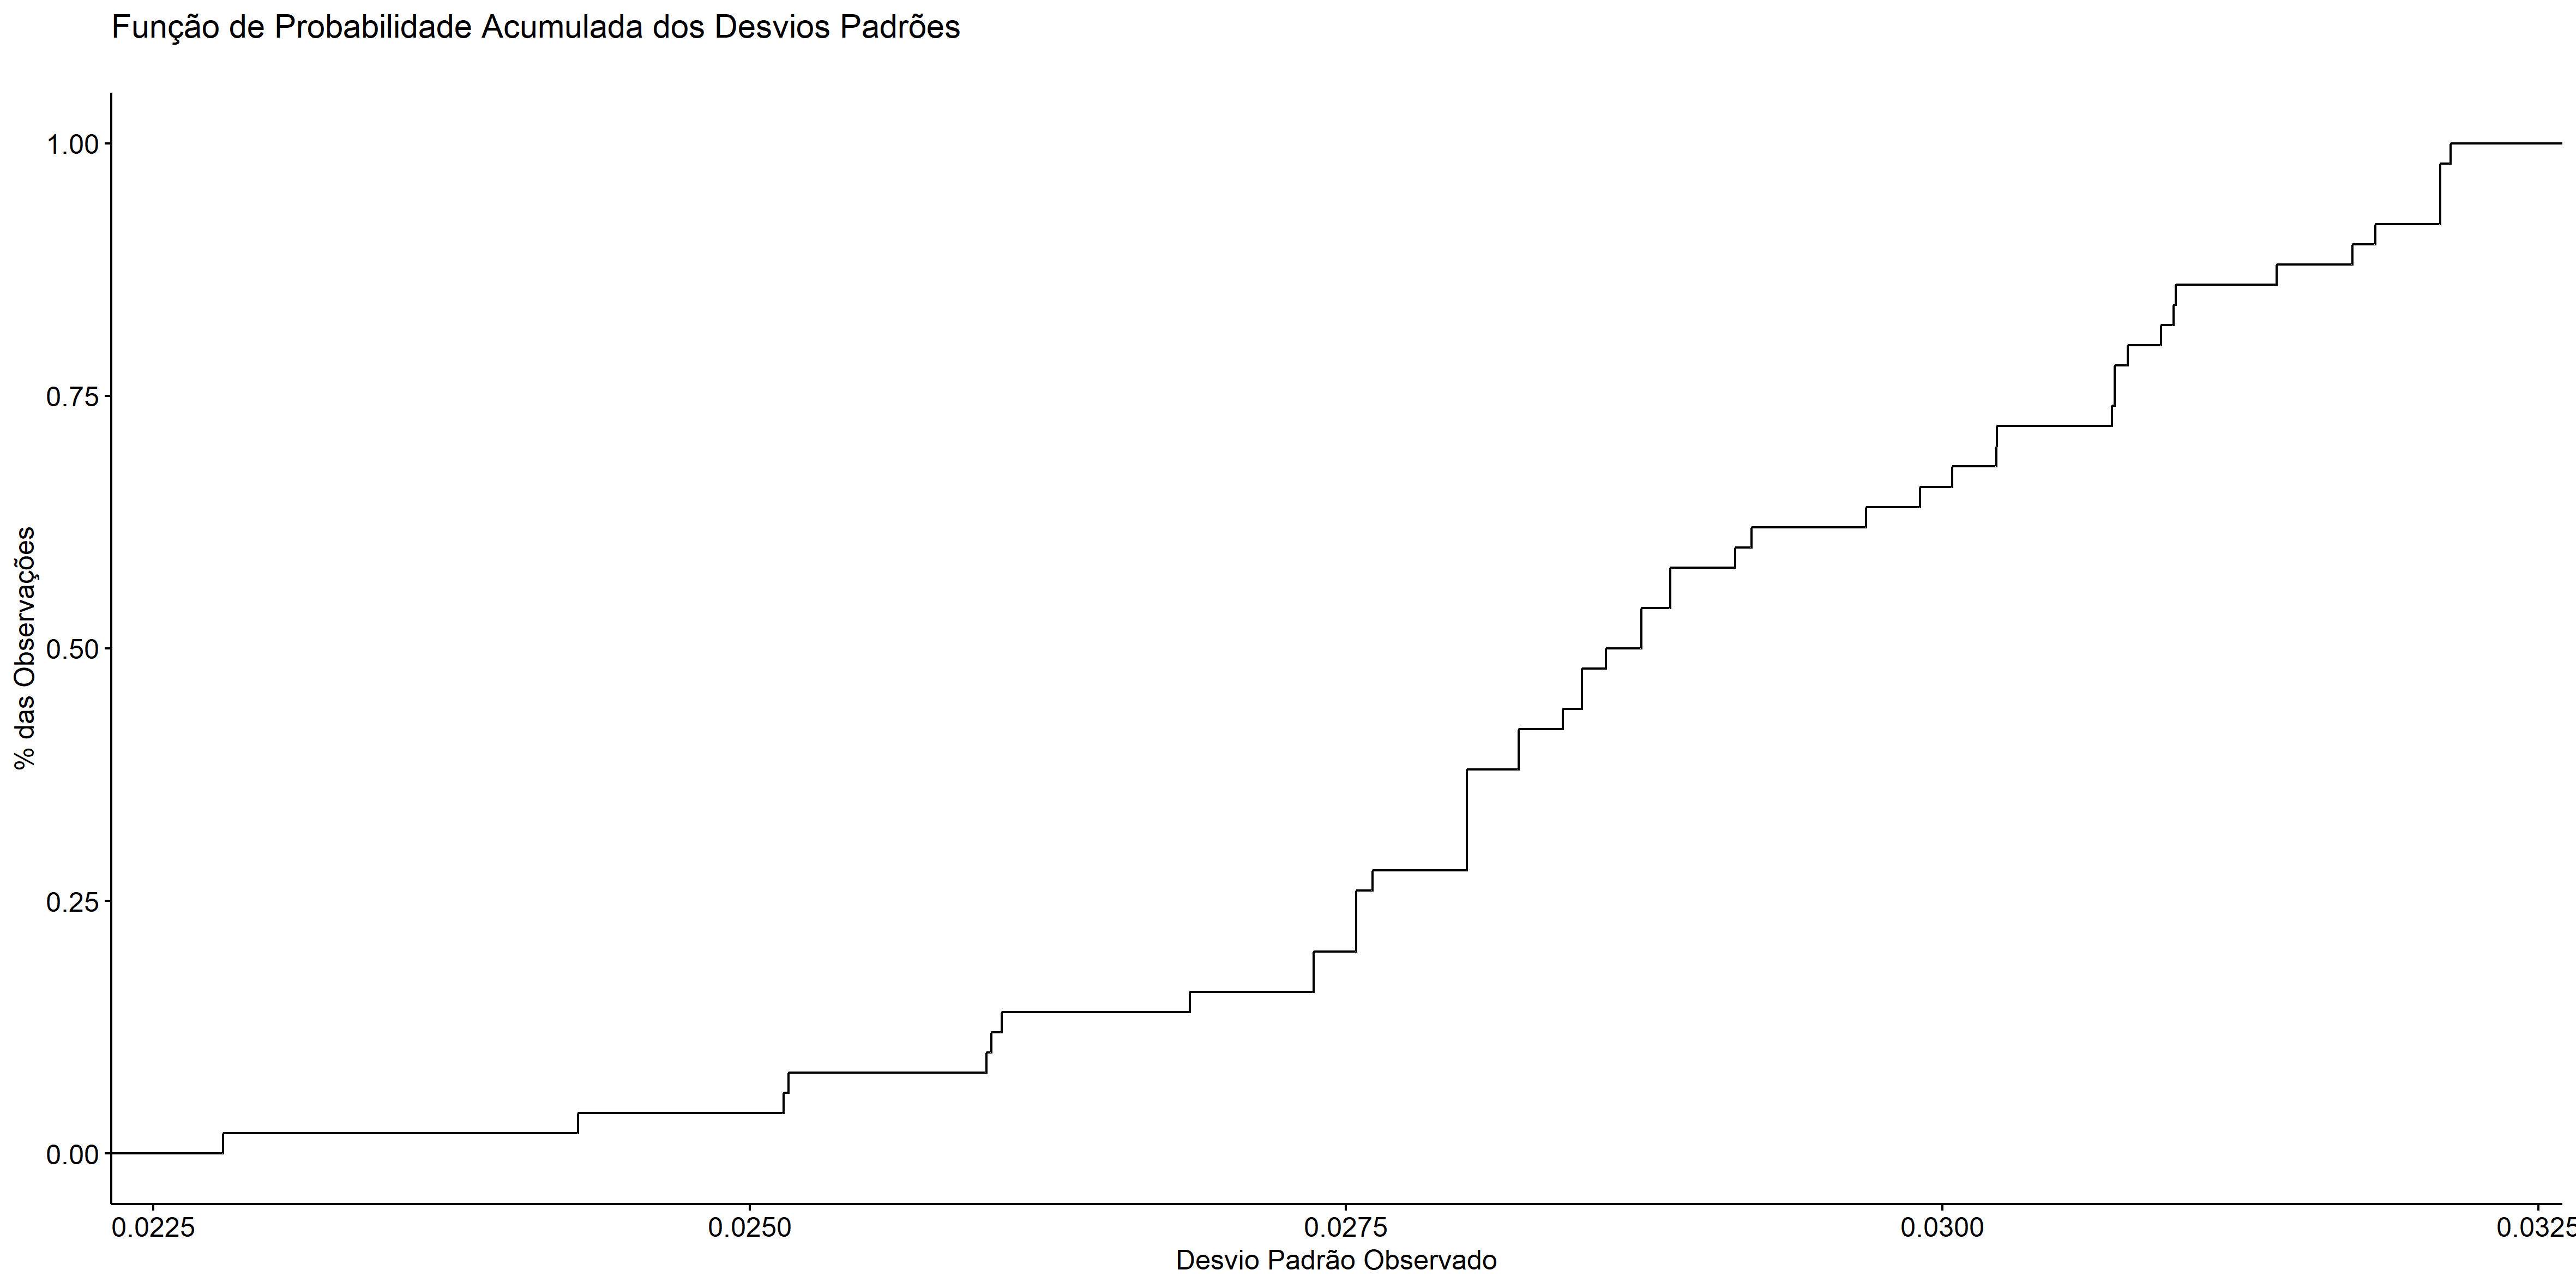 Função de Probabilidade Acumulada dos Desvios Padrões
1.00
0.75
0.50
0.25
0.00
% das Observações
0.0225 0.0250 0.0275 0.0300 0.0325
Desvio Padrão Observado